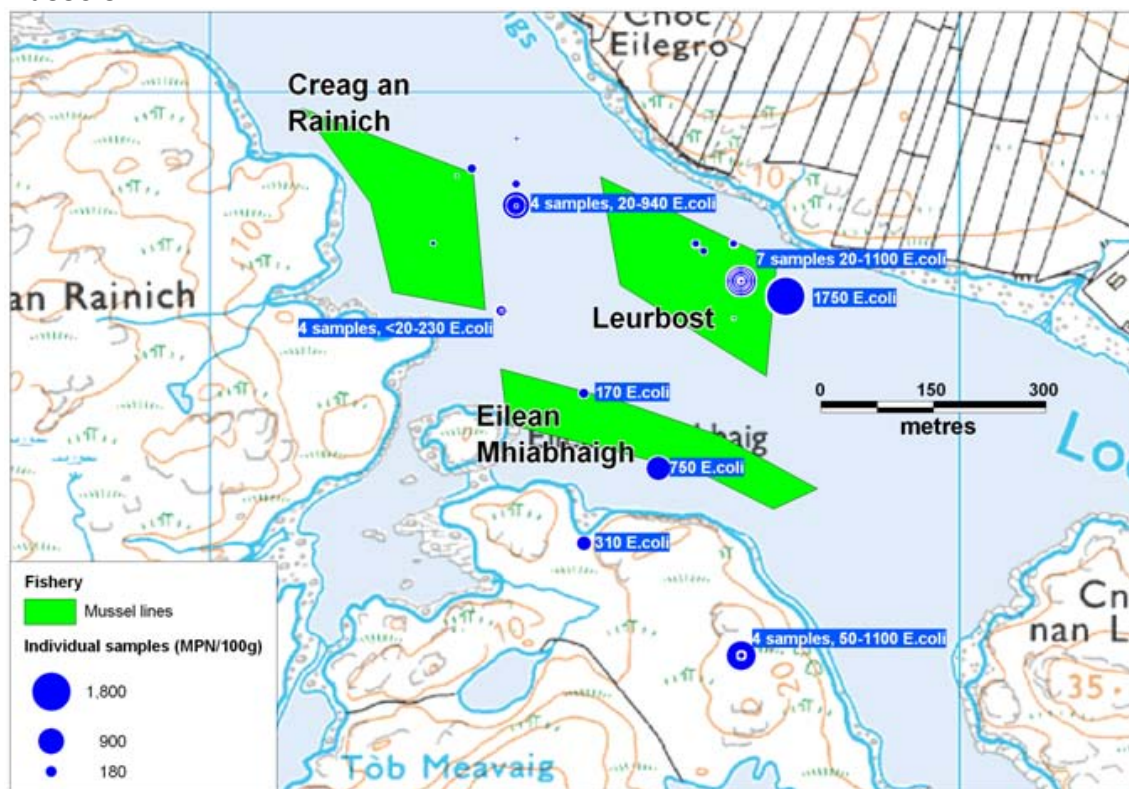 Cnoc
Eilegro
Creag an
Rainich
10
4 samples, 20-940 E.coli
10
7 samples 20-1100 E.coli
an Rainich
1750 E.coli
Leurbost
4 samples, <20-230 E.coli
0 150 300
metres
170 E.coli
Eilean
Mhiabhaigh
750 E.coli
310 E.coli
4 samples, 50-1100 E.coli
10
20
Cn
nan L
35
Tòb Meavaig
Fishery
Mussel lines
Individual samples (MPN/100g)
1,800
900
180